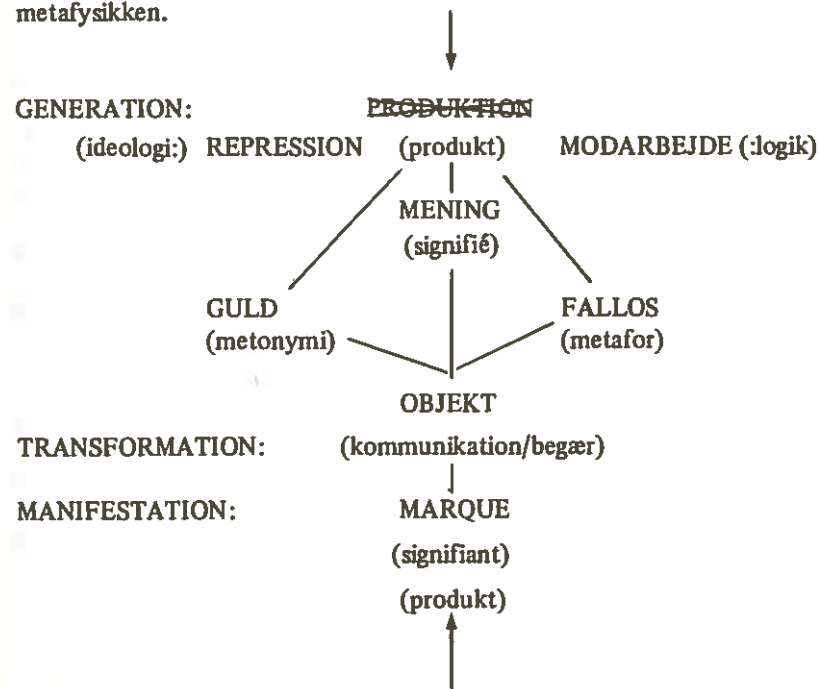 metafysikken.
GENERATION: PRODUKTION
(ideologi:) REPRESSION (produkt) MODARBEJDE (:logik)
MENING
(signifié)
GULD FALLOS
(metonymi) (metafor)
OBJEKT
TRANSFORMATION: (kommunikation/begær)
MANIFESTATION: MARQUE
(signifiant)
(produkt)